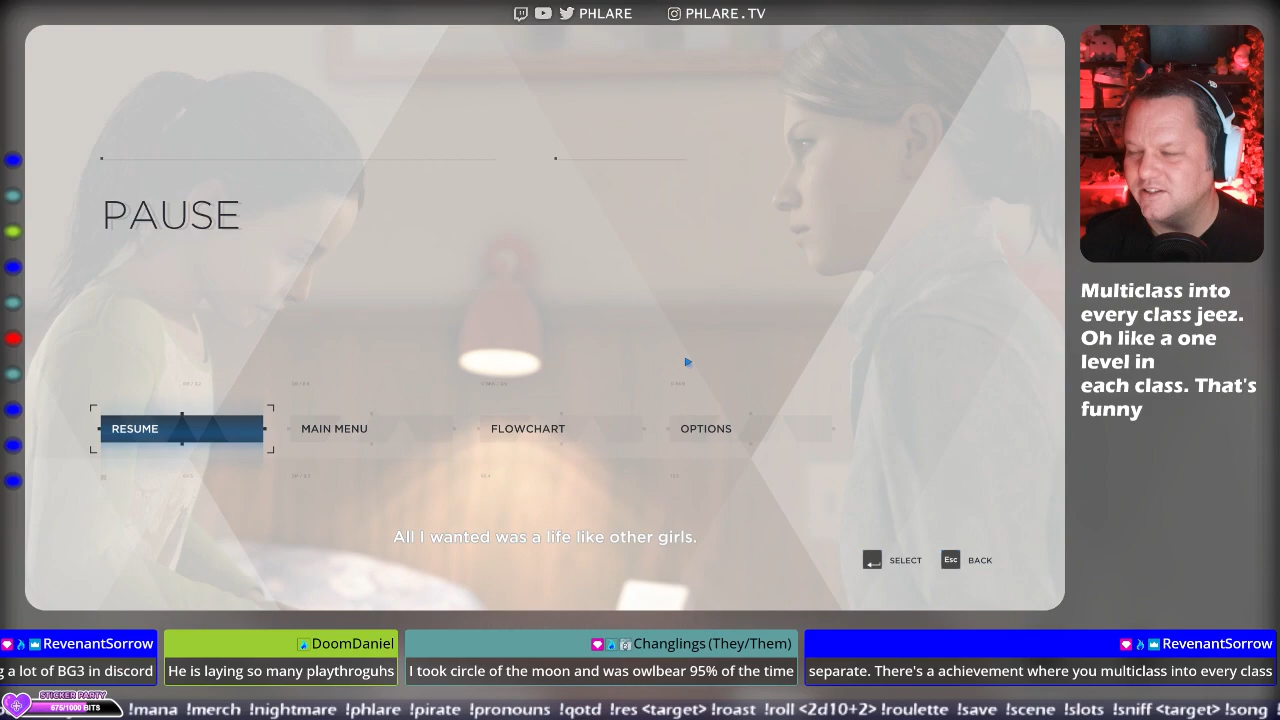 PHLARE PHLARE.TV
PAUSE
RESUME MAIN MENU FLOWCHART OPTIONS
All I wanted was a life like other girls.
SELECT Esc BACK
Multiclass into
every class jeez.
Oh like a one
level in
each class. That's
funny
RevenantSorrow
g a lot of BG3 in discord
DoomDaniel
He is laying so many playthroguhs
Changlings (They/Them)
I took circle of the moon and was owlbear 95% of the time
RevenantSorrow
separate. There's a achievement where you multiclass into every class
STICKER PARTY
675/1000 BITS
!mana !merch !nightmare !phlare !pirate !pronouns !qotd !res <target> !roast !roll <2d10+2> !roulette !save !scene !slots !sniff <target> !song